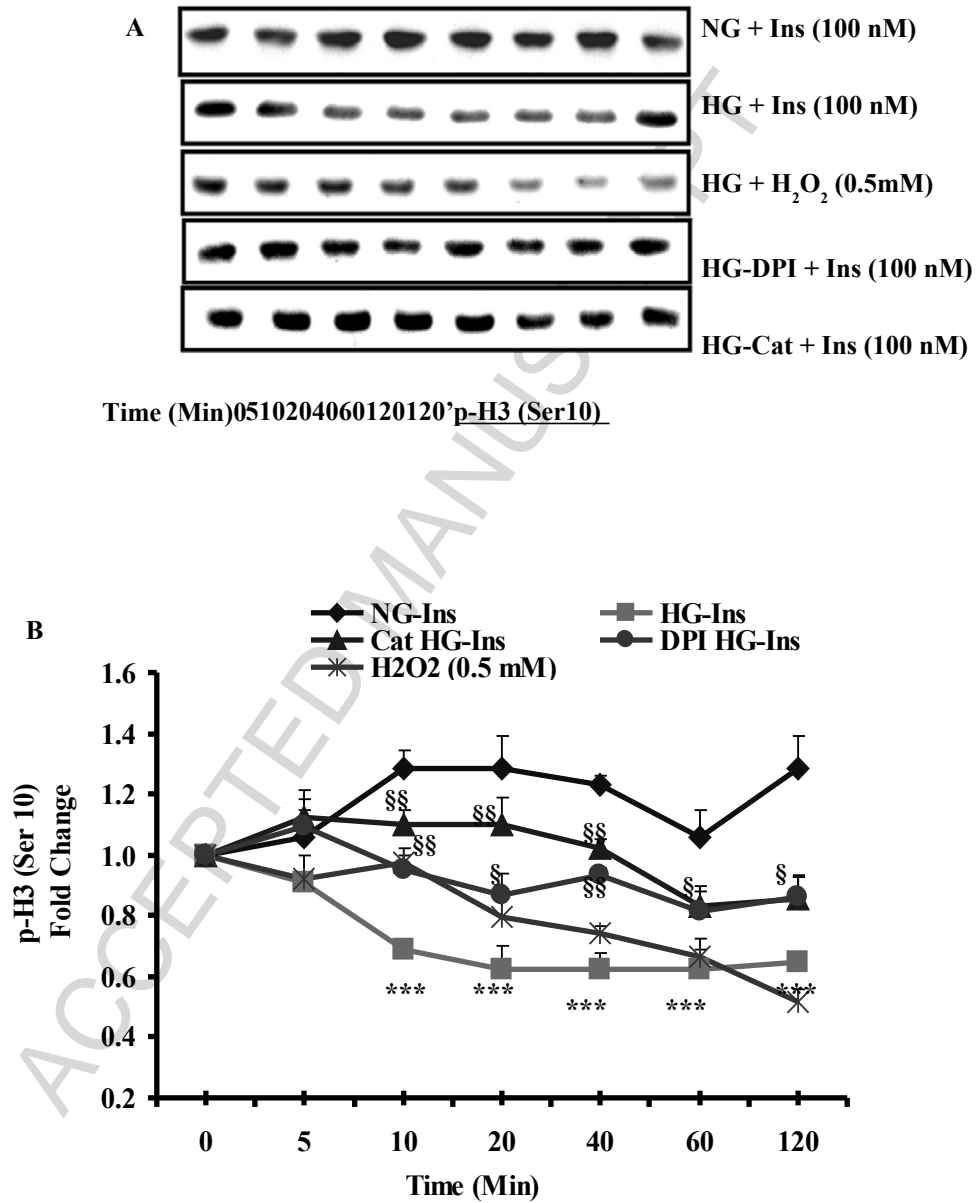 A
NG + Ins (100 nM)
HG + Ins (100 nM)
HG + H2O2 (0.5mM)
HG-DPI + Ins (100 nM)
HG-Cat + Ins (100 nM)
Time (Min)0510204060120120’p-H3 (Ser10)
ACCEPTED MANUSCRIPT
B
NG-Ins
HG-Ins
Cat HG-Ins
DPI HG-Ins
H2O2 (0.5 mM)
p-H3 (Ser 10)
Fold Change
1.6
1.4
1.2
1.0
0.8
0.6
0.4
0.2
§§
§§
§§
§§
§
§§
§
§
***
***
***
***
***
0
5
10
20
40
60
120
Time (Min)